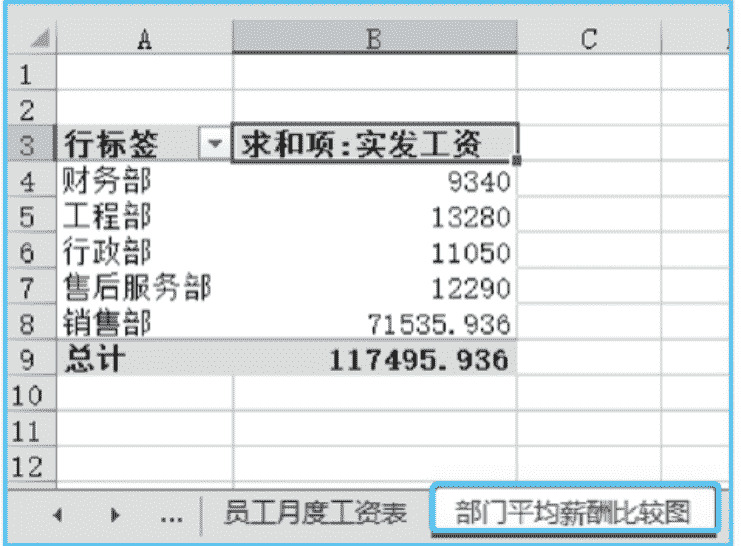 A B C
1
2
3 行标签 求和项:实发工资
4 财务部 9340
5 工程部 13280
6 行政部 11050
7 售后服务部 12290
8 销售部 71535.936
9 总计 117495.936
10
11
12
... 员工月度工资表 部门平均薪酬比较图